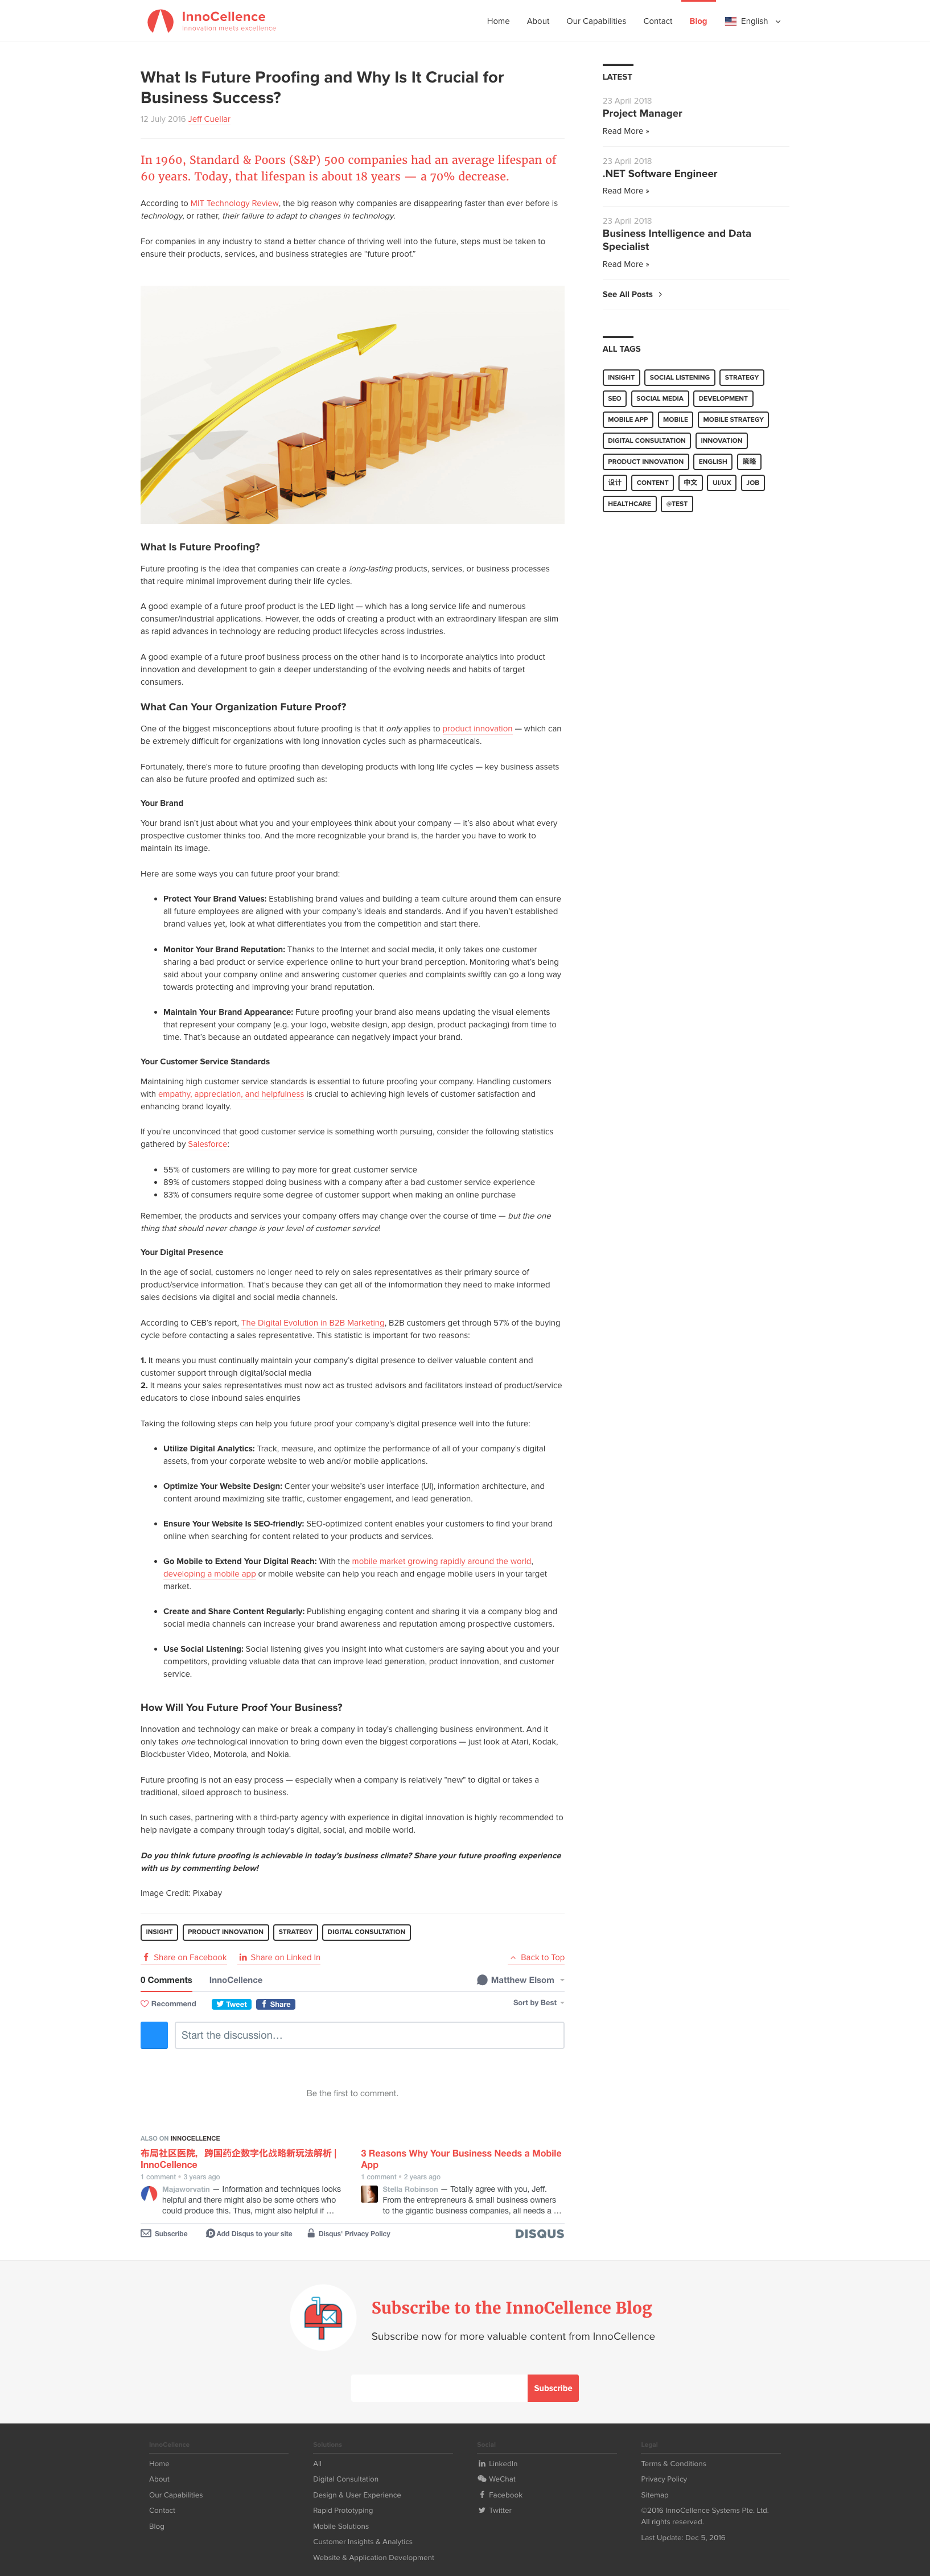 InnoCellence
Innovation meets excellence
Home
About
Our Capabilities
Contact
Blog
English
What Is Future Proofing and Why Is It Crucial for
Business Success?
12 July 2016 Jeff Cuellar
In 1960, Standard & Poors (S&P) 500 companies had an average lifespan of
60 years. Today, that lifespan is about 18 years — a 70% decrease.
According to MIT Technology Review, the big reason why companies are disappearing faster than ever before is
technology, or rather, their failure to adapt to changes in technology.
For companies in any industry to stand a better chance of thriving well into the future, steps must be taken to
ensure their products, services, and business strategies are “future proof.”
What Is Future Proofing?
Future proofing is the idea that companies can create a long-lasting products, services, or business processes
that require minimal improvement during their life cycles.
A good example of a future proof product is the LED light — which has a long service life and numerous
consumer/industrial applications. However, the odds of creating a product with an extraordinary lifespan are slim
as rapid advances in technology are reducing product lifecycles across industries.
A good example of a future proof business process on the other hand is to incorporate analytics into product
innovation and development to gain a deeper understanding of the evolving needs and habits of target
consumers.
What Can Your Organization Future Proof?
One of the biggest misconceptions about future proofing is that it only applies to product innovation — which can
be extremely difficult for organizations with long innovation cycles such as pharmaceuticals.
Fortunately, there’s more to future proofing than developing products with long life cycles — key business assets
can also be future proofed and optimized such as:
Your Brand
Your brand isn’t just about what you and your employees think about your company — it’s also about what every
prospective customer thinks too. And the more recognizable your brand is, the harder you have to work to
maintain its image.
Here are some ways you can future proof your brand:
• Protect Your Brand Values: Establishing brand values and building a team culture around them can ensure
all future employees are aligned with your company’s ideals and standards. And if you haven’t established
brand values yet, look at what differentiates you from the competition and start there.
• Monitor Your Brand Reputation: Thanks to the Internet and social media, it only takes one customer
sharing a bad product or service experience online to hurt your brand perception. Monitoring what’s being
said about your company online and answering customer queries and complaints swiftly can go a long way
towards protecting and improving your brand reputation.
• Maintain Your Brand Appearance: Future proofing your brand also means updating the visual elements
that represent your company (e.g. your logo, website design, app design, product packaging) from time to
time. That’s because an outdated appearance can negatively impact your brand.
Your Customer Service Standards
Maintaining high customer service standards is essential to future proofing your company. Handling customers
with empathy, appreciation, and helpfulness is crucial to achieving high levels of customer satisfaction and
enhancing brand loyalty.
If you’re unconvinced that good customer service is something worth pursuing, consider the following statistics
gathered by Salesforce:
• 55% of customers are willing to pay more for great customer service
• 89% of customers stopped doing business with a company after a bad customer service experience
• 83% of consumers require some degree of customer support when making an online purchase
Remember, the products and services your company offers may change over the course of time — but the one
thing that should never change is your level of customer service!
Your Digital Presence
In the age of social, customers no longer need to rely on sales representatives as their primary source of
product/service information. That’s because they can get all of the infomormation they need to make informed
sales decisions via digital and social media channels.
According to CEB’s report, The Digital Evolution in B2B Marketing, B2B customers get through 57% of the buying
cycle before contacting a sales representative. This statistic is important for two reasons:
1. It means you must continually maintain your company’s digital presence to deliver valuable content and
customer support through digital/social media
2. It means your sales representatives must now act as trusted advisors and facilitators instead of product/service
educators to close inbound sales enquiries
Taking the following steps can help you future proof your company’s digital presence well into the future:
• Utilize Digital Analytics: Track, measure, and optimize the performance of all of your company’s digital
assets, from your corporate website to web and/or mobile applications.
• Optimize Your Website Design: Center your website’s user interface (UI), information architecture, and
content around maximizing site traffic, customer engagement, and lead generation.
• Ensure Your Website Is SEO-friendly: SEO-optimized content enables your customers to find your brand
online when searching for content related to your products and services.
• Go Mobile to Extend Your Digital Reach: With the mobile market growing rapidly around the world,
developing a mobile app or mobile website can help you reach and engage mobile users in your target
market.
• Create and Share Content Regularly: Publishing engaging content and sharing it via a company blog and
social media channels can increase your brand awareness and reputation among prospective customers.
• Use Social Listening: Social listening gives you insight into what customers are saying about you and your
competitors, providing valuable data that can improve lead generation, product innovation, and customer
service.
How Will You Future Proof Your Business?
Innovation and technology can make or break a company in today’s challenging business environment. And it
only takes one technological innovation to bring down even the biggest corporations — just look at Atari, Kodak,
Blockbuster Video, Motorola, and Nokia.
Future proofing is not an easy process — especially when a company is relatively “new” to digital or takes a
traditional, siloed approach to business.
In such cases, partnering with a third-party agency with experience in digital innovation is highly recommended to
help navigate a company through today’s digital, social, and mobile world.
Do you think future proofing is achievable in today’s business climate? Share your future proofing experience
with us by commenting below!
Image Credit: Pixabay
INSIGHT
PRODUCT INNOVATION
STRATEGY
DIGITAL CONSULTATION
Share on Facebook
Share on Linked In
Back to Top
0 Comments
InnoCellence
Matthew Elsom
Recommend
Tweet
Share
Sort by Best
Start the discussion…
Be the first to comment.
ALSO ON INNOCELLENCE
布局社区医院，跨国药企数字化战略新玩法解析 |
InnoCellence
1 comment • 3 years ago
Majaworvatin — Information and techniques looks
helpful and there might also be some others who
could produce this. Thus, might also helpful if …
3 Reasons Why Your Business Needs a Mobile
App
1 comment • 2 years ago
Stella Robinson — Totally agree with you, Jeff.
From the entrepreneurs & small business owners
to the gigantic business companies, all needs a …
Subscribe
Add Disqus to your site
Disqus' Privacy Policy
DISQUS
LATEST
23 April 2018
Project Manager
Read More »
23 April 2018
.NET Software Engineer
Read More »
23 April 2018
Business Intelligence and Data
Specialist
Read More »
See All Posts
ALL TAGS
INSIGHT
SOCIAL LISTENING
STRATEGY
SEO
SOCIAL MEDIA
DEVELOPMENT
MOBILE APP
MOBILE
MOBILE STRATEGY
DIGITAL CONSULTATION
INNOVATION
PRODUCT INNOVATION
ENGLISH
策略
设计
CONTENT
中文
UI/UX
JOB
HEALTHCARE
@TEST
Subscribe to the InnoCellence Blog
Subscribe now for more valuable content from InnoCellence
Subscribe
InnoCellence
Home
About
Our Capabilities
Contact
Blog
Solutions
All
Digital Consultation
Design & User Experience
Rapid Prototyping
Mobile Solutions
Customer Insights & Analytics
Website & Application Development
Social
LinkedIn
WeChat
Facebook
Twitter
Legal
Terms & Conditions
Privacy Policy
Sitemap
©2016 InnoCellence Systems Pte. Ltd.
All rights reserved.
Last Update: Dec 5, 2016